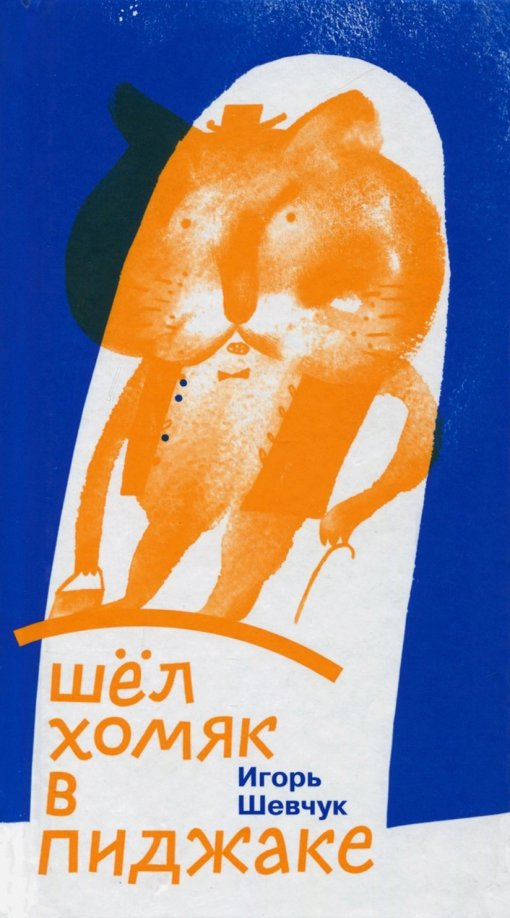 шёл
хомяк
в
пиджаке
Игорь
Шевчук